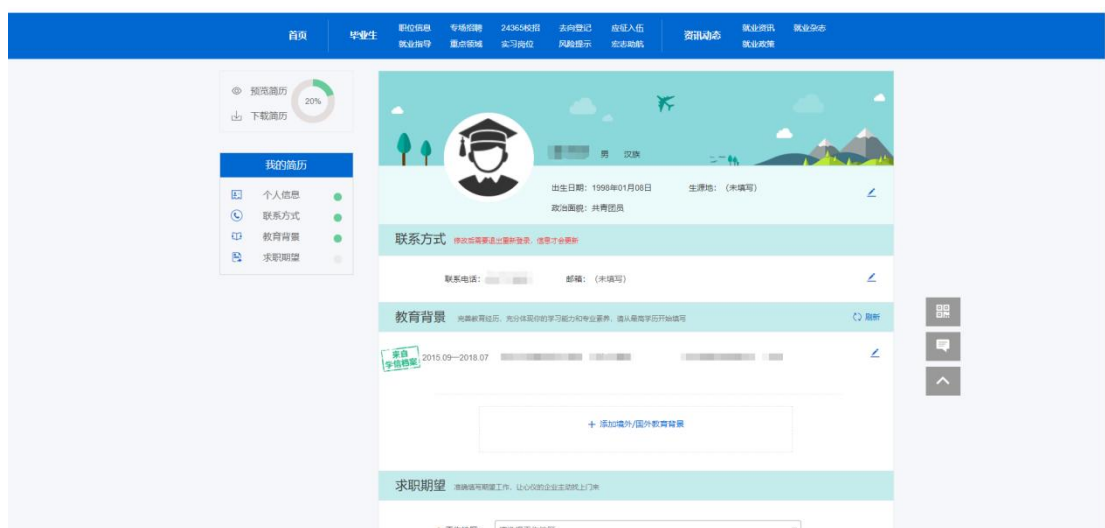 首页 毕业生 职位信息 专场招聘 24365校招 去向登记 应征入伍 资讯动态 就业资讯 就业杂志
就业指导 重点领域 实习岗位 风险提示 宏志助航 就业政策
预览简历
20%
下载简历
我的简历
个人信息
联系方式
教育背景
求职期望
男 汉族
出生日期：1998年01月08日 生源地：（未填写）
政治面貌：共青团员
联系方式 修改后需要退出重新登录，信息才会更新
联系电话： 邮箱：（未填写）
教育背景 完善教育经历，充分体现你的学习能力和专业素养，请从最高学历开始填写 刷新
来自
学信档案
2015.09—2018.07
+ 添加境外/国外教育背景
求职期望 准确填写期望工作，让心仪的企业主动找上门来